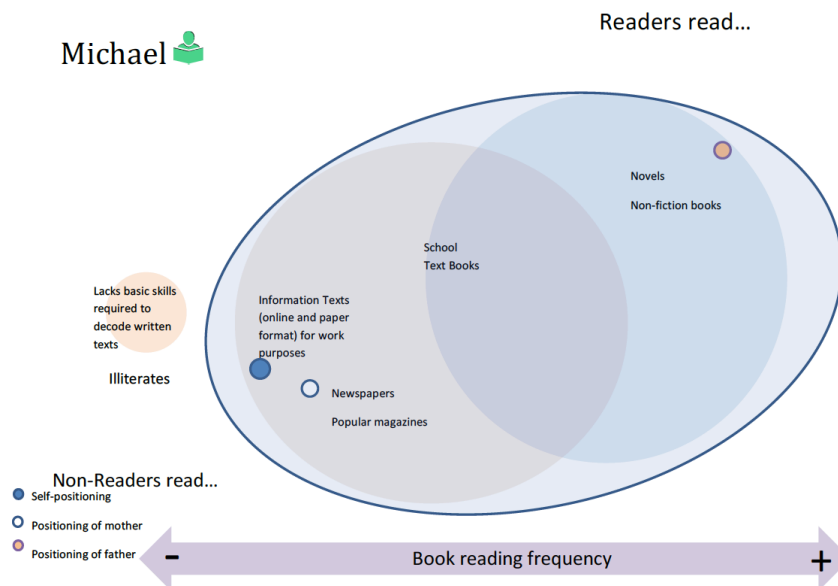 Readers read…
Michael
Novels
Non-fiction books
School
Text Books
Lacks basic skills
required to
decode written
texts
Information Texts
(online and paper
format) for work
purposes
Illiterates
Newspapers
Popular magazines
Non-Readers read…
Self-positioning
Positioning of mother
Positioning of father
-
Book reading frequency
+